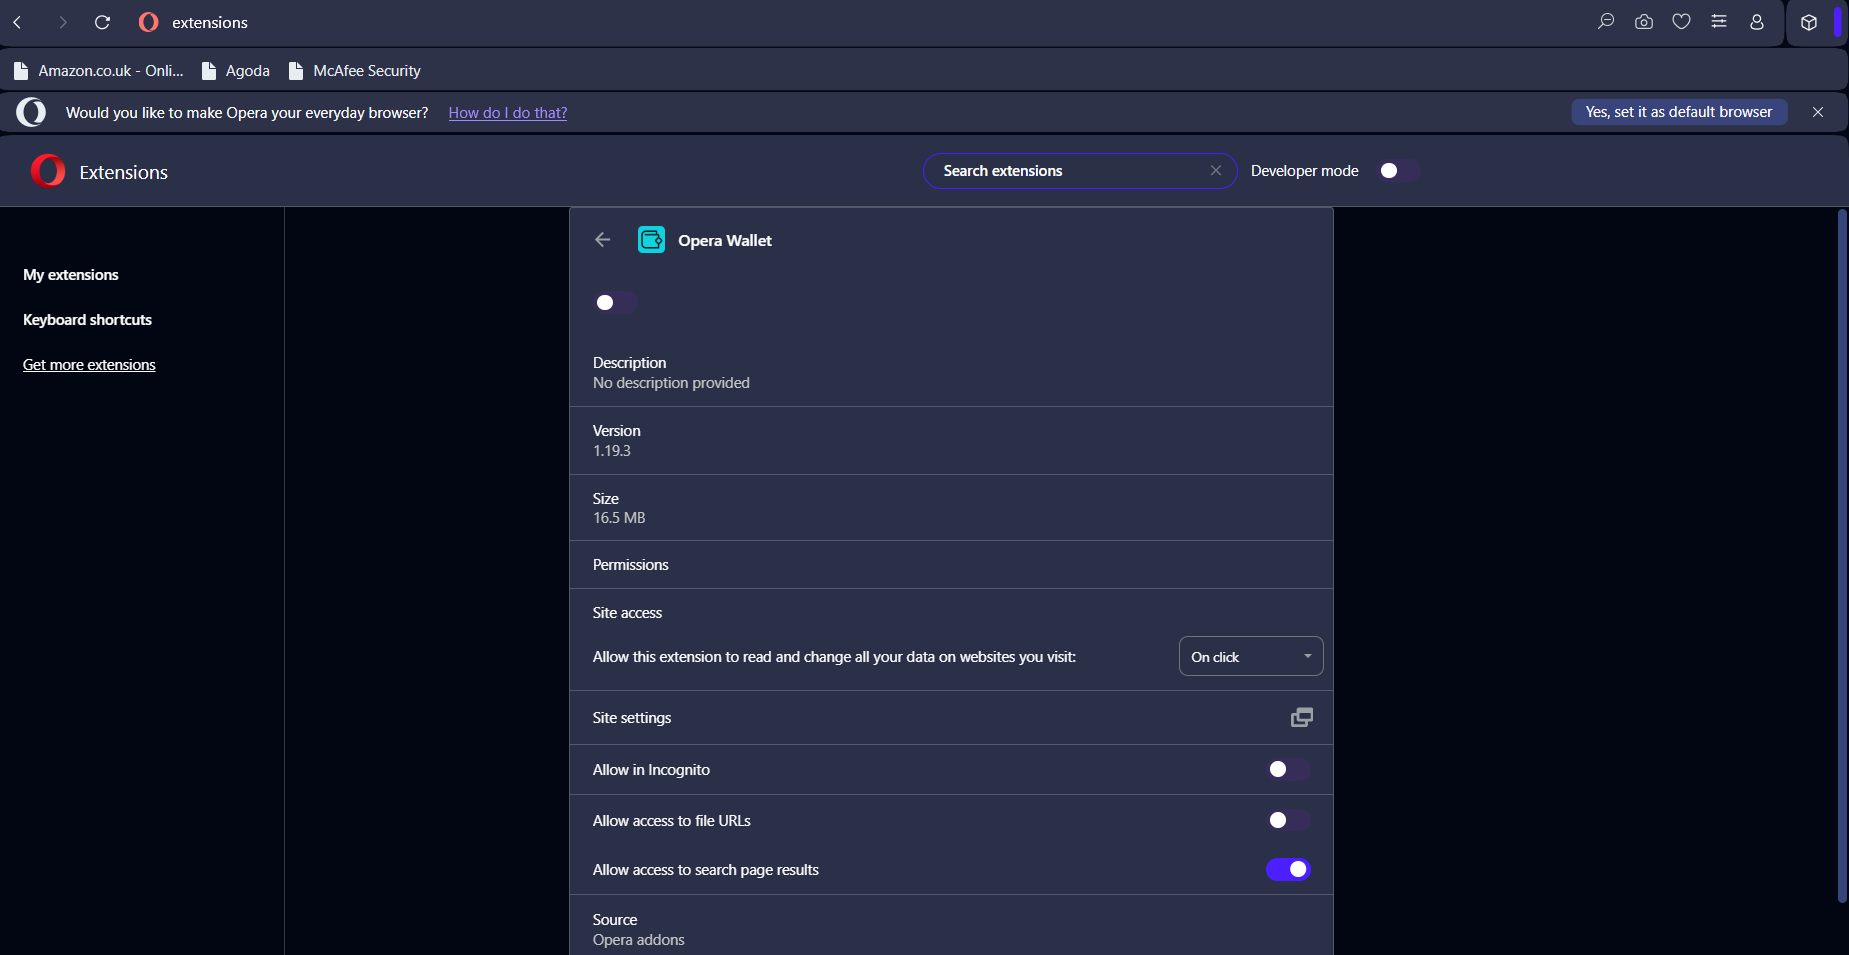 extensions
Amazon.co.uk - Onli...
Agoda
McAfee Security
Would you like to make Opera your everyday browser? How do I do that?
Yes, set it as default browser
Extensions
Search extensions
Developer mode
My extensions
Keyboard shortcuts
Get more extensions
Opera Wallet
Description
No description provided
Version
1.19.3
Size
16.5 MB
Permissions
Site access
Allow this extension to read and change all your data on websites you visit:
On click
Site settings
Allow in Incognito
Allow access to file URLs
Allow access to search page results
Source
Opera addons